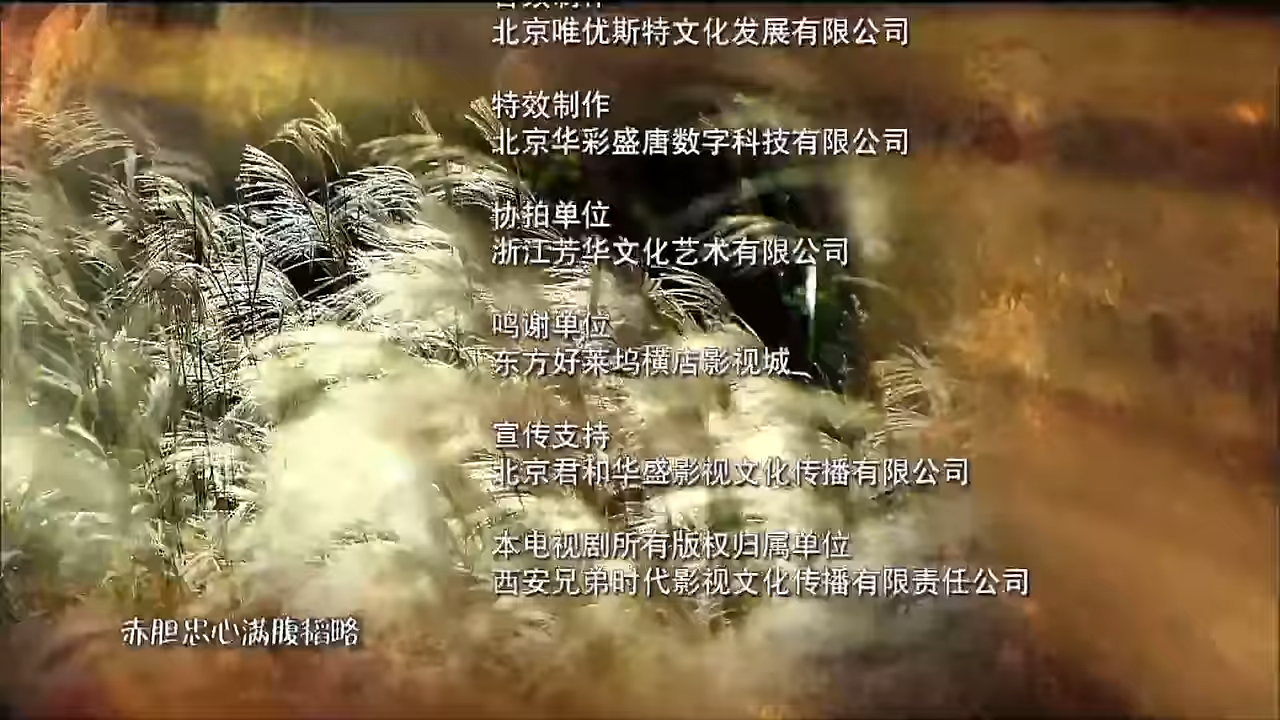 音效制作
北京唯优斯特文化发展有限公司
特效制作
北京华彩盛唐数字科技有限公司
协拍单位
浙江芳华文化艺术有限公司
鸣谢单位
东方好莱坞横店影视城
宣传支持
北京君和华盛影视文化传播有限公司
本电视剧所有版权归属单位
西安兄弟时代影视文化传播有限责任公司
赤胆忠心满腹韬略